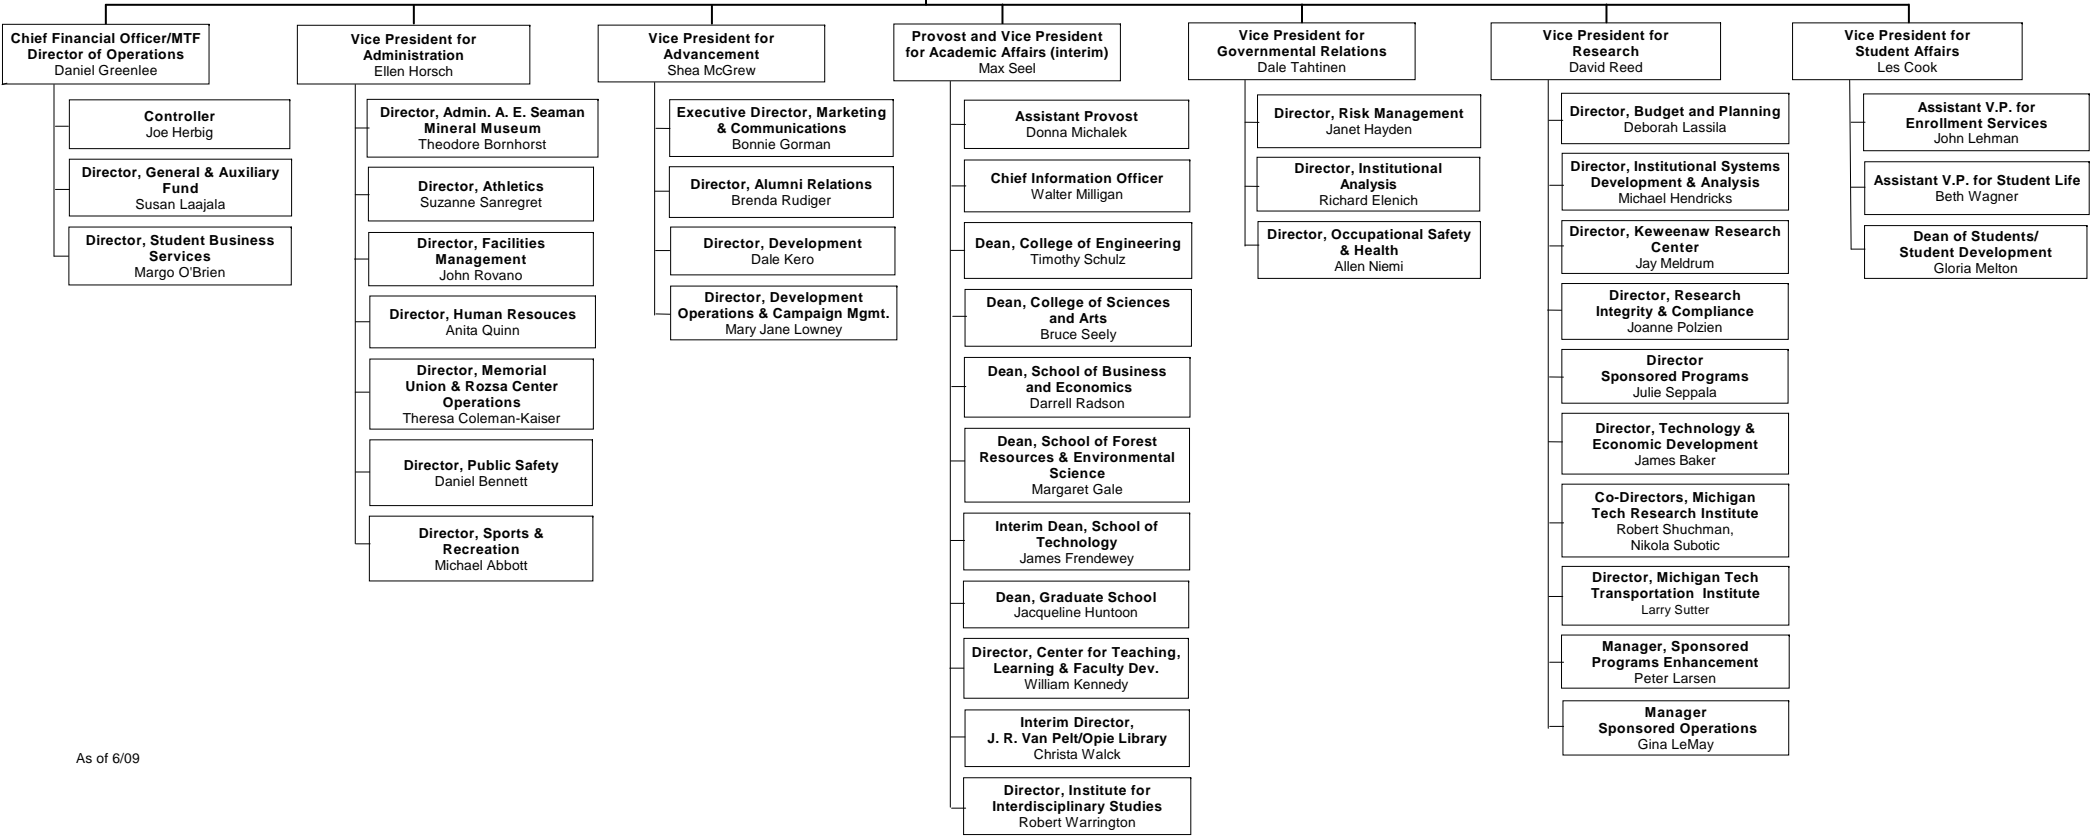 Chief Financial Officer/MTF
Director of Operations
Daniel Greenlee
Controller
Joe Herbig
Director, General & Auxiliary
Fund
Susan Laajala
Director, Student Business
Services
Margo O'Brien
Vice President for
Administration
Ellen Horsch
Director, Admin. A. E. Seaman
Mineral Museum
Theodore Bornhorst
Director, Athletics
Suzanne Sanregret
Director, Facilities
Management
John Rovano
Director, Human Resouces
Anita Quinn
Director, Memorial
Union & Rozsa Center
Operations
Theresa Coleman-Kaiser
Director, Public Safety
Daniel Bennett
Director, Sports &
Recreation
Michael Abbott
Vice President for
Advancement
Shea McGrew
Executive Director, Marketing
& Communications
Bonnie Gorman
Director, Alumni Relations
Brenda Rudiger
Director, Development
Dale Kero
Director, Development
Operations & Campaign Mgmt.
Mary Jane Lowney
Provost and Vice President
for Academic Affairs (interim)
Max Seel
Assistant Provost
Donna Michalek
Chief Information Officer
Walter Milligan
Dean, College of Engineering
Timothy Schulz
Dean, College of Sciences
and Arts
Bruce Seely
Dean, School of Business
and Economics
Darrell Radson
Dean, School of Forest
Resources & Environmental
Science
Margaret Gale
Interim Dean, School of
Technology
James Frendewey
Dean, Graduate School
Jacqueline Huntoon
Director, Center for Teaching,
Learning & Faculty Dev.
William Kennedy
Interim Director,
J. R. Van Pelt/Opie Library
Christa Walck
Director, Institute for
Interdisciplinary Studies
Robert Warrington
Vice President for
Governmental Relations
Dale Tahtinen
Director, Risk Management
Janet Hayden
Director, Institutional
Analysis
Richard Elenich
Director, Occupational Safety
& Health
Allen Niemi
Vice President for
Research
David Reed
Director, Budget and Planning
Deborah Lassila
Director, Institutional Systems
Development & Analysis
Michael Hendricks
Director, Keweenaw Research
Center
Jay Meldrum
Director, Research
Integrity & Compliance
Joanne Polzien
Director
Sponsored Programs
Julie Seppala
Director, Technology &
Economic Development
James Baker
Co-Directors, Michigan
Tech Research Institute
Robert Shuchman,
Nikola Subotic
Director, Michigan Tech
Transportation Institute
Larry Sutter
Manager, Sponsored
Programs Enhancement
Peter Larsen
Manager
Sponsored Operations
Gina LeMay
Vice President for
Student Affairs
Les Cook
Assistant V.P. for
Enrollment Services
John Lehman
Assistant V.P. for Student Life
Beth Wagner
Dean of Students/
Student Development
Gloria Melton
As of 6/09